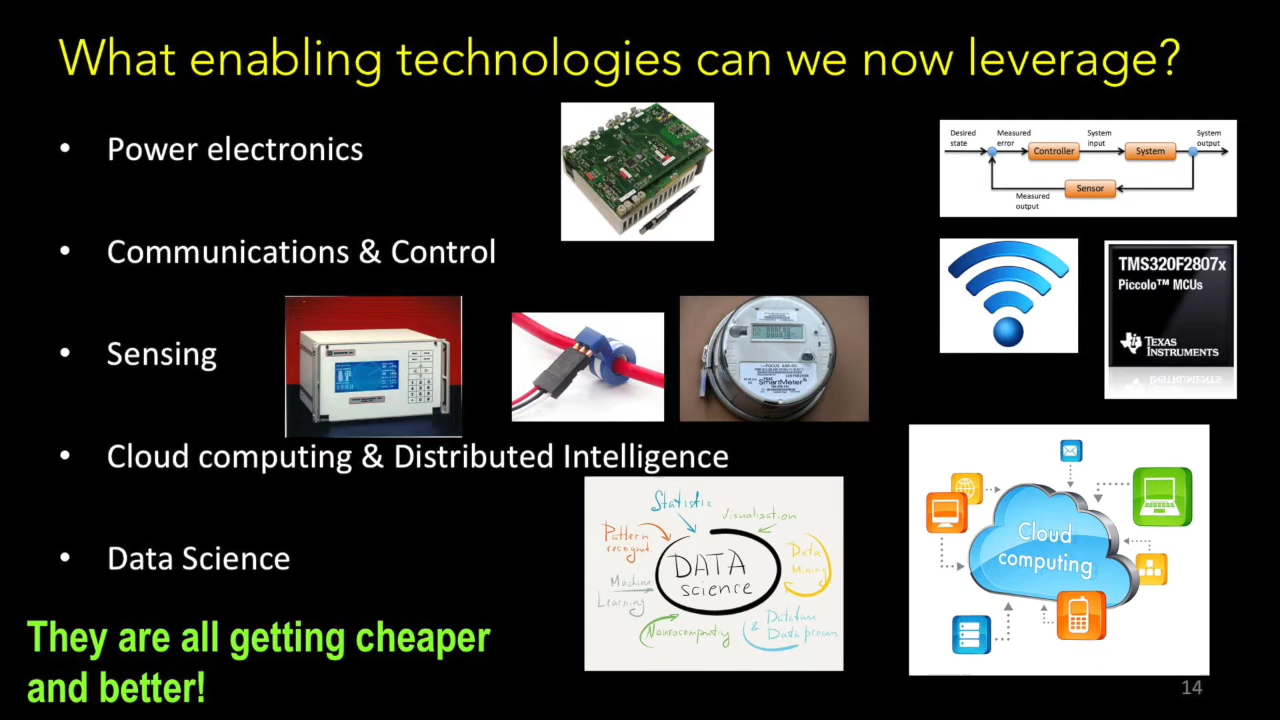 What enabling technologies can we now leverage?
• Power electronics
Desired state
Measured error
System input
System output
Controller
System
Sensor
Measured output
• Communications & Control
TMS320F2807x
Piccolo™ MCUs
TEXAS
INSTRUMENTS
• Sensing
SmartMeter
• Cloud computing & Distributed Intelligence
Cloud
computing
Statistic
Visualisation
Pattern
recognit.
DATA
science
Data
Mining
Machine
Learning
Neurocomputing
&
Data
• Data Science
They are all getting cheaper
and better!
14